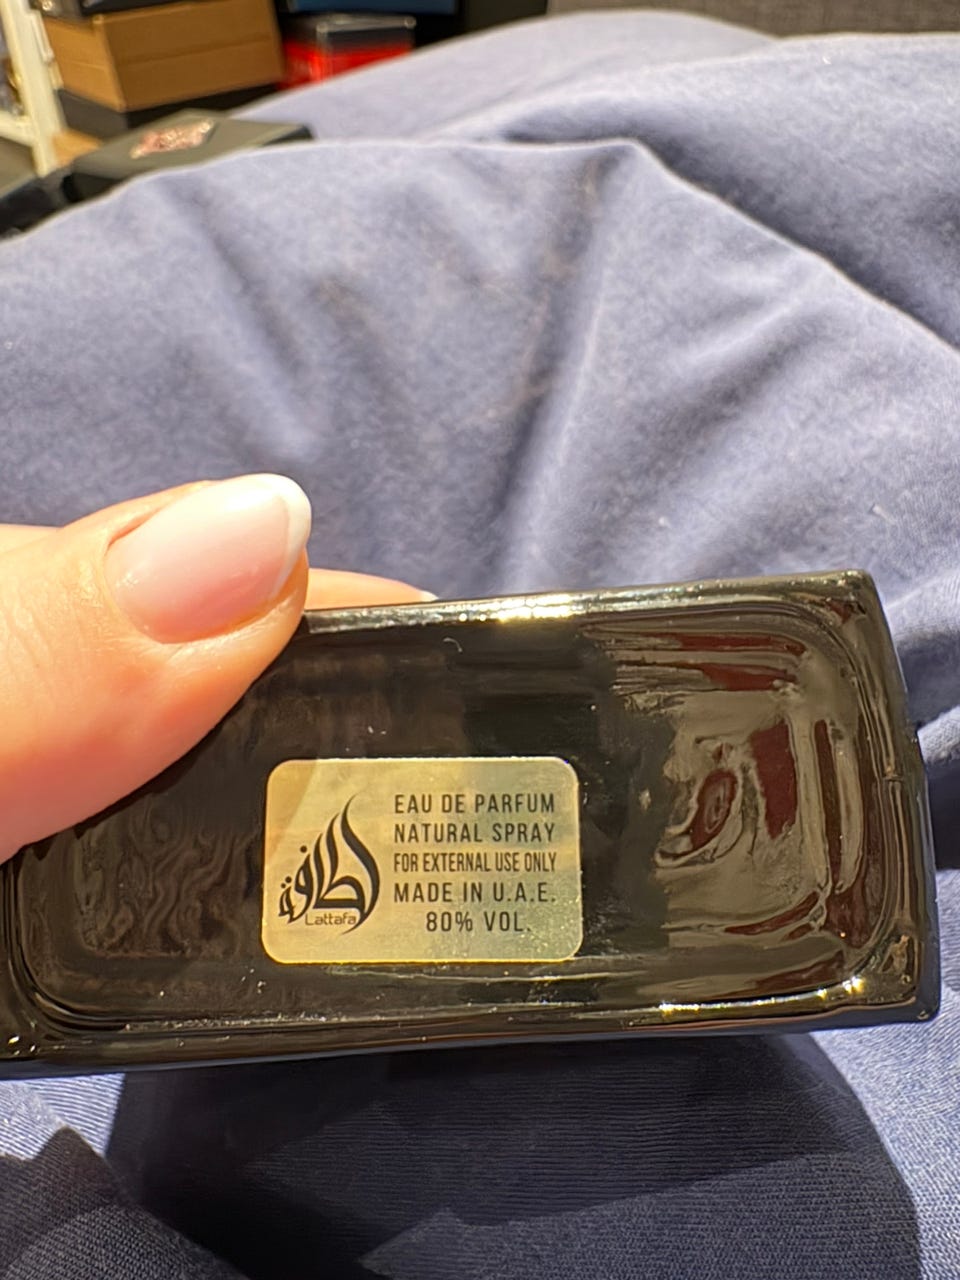 لطافة
Lattafa
EAU DE PARFUM
NATURAL SPRAY
FOR EXTERNAL USE ONLY
MADE IN U.A.E.
80% VOL.